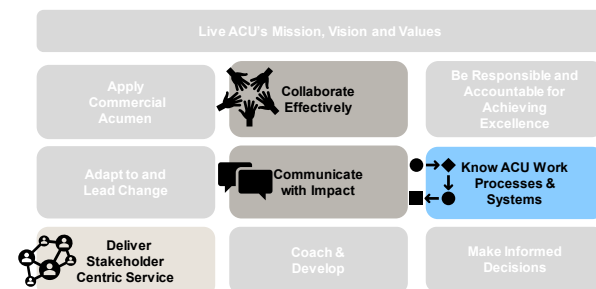 Live ACU's Mission, Vision and Values
Apply
Commercial
Acumen
Collaborate
Effectively
Be Responsible and
Accountable for
Achieving
Excellence
Adapt to and
Lead Change
Communicate
with Impact
Know ACU Work
Processes &
Systems
Deliver
Stakeholder
Centric Service
Coach &
Develop
Make Informed
Decisions